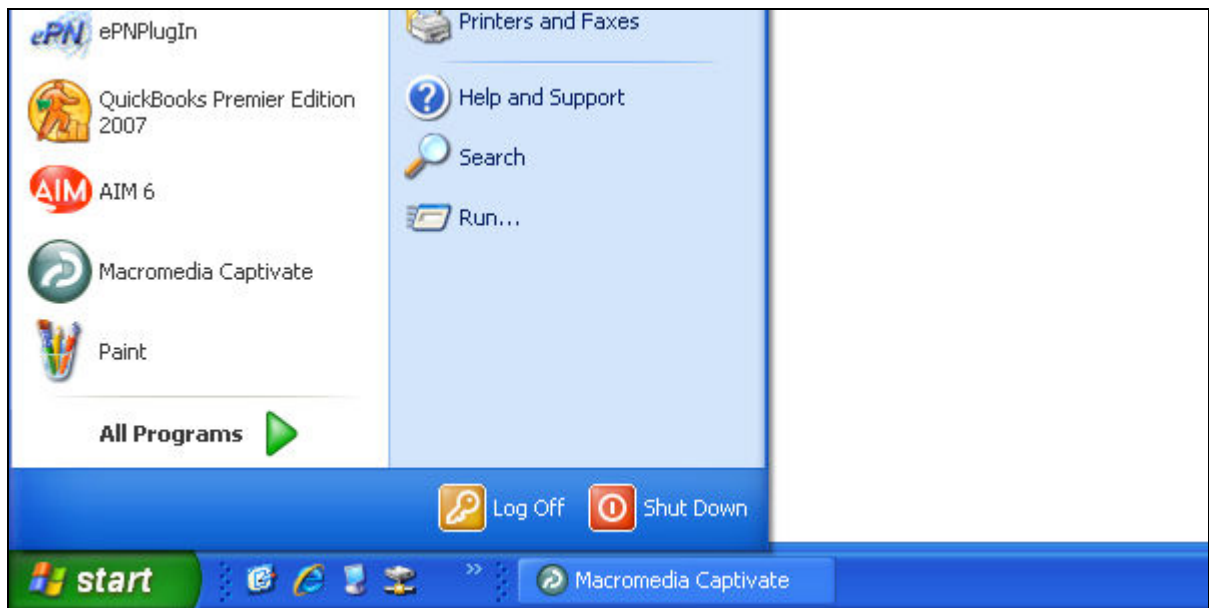 ePN ePNPlugIn
QuickBooks Premier Edition
2007
AIM AIM 6
Macromedia Captivate
Paint
All Programs
Printers and Faxes
Help and Support
Search
Run...
Log Off
Shut Down
start
Macromedia Captivate